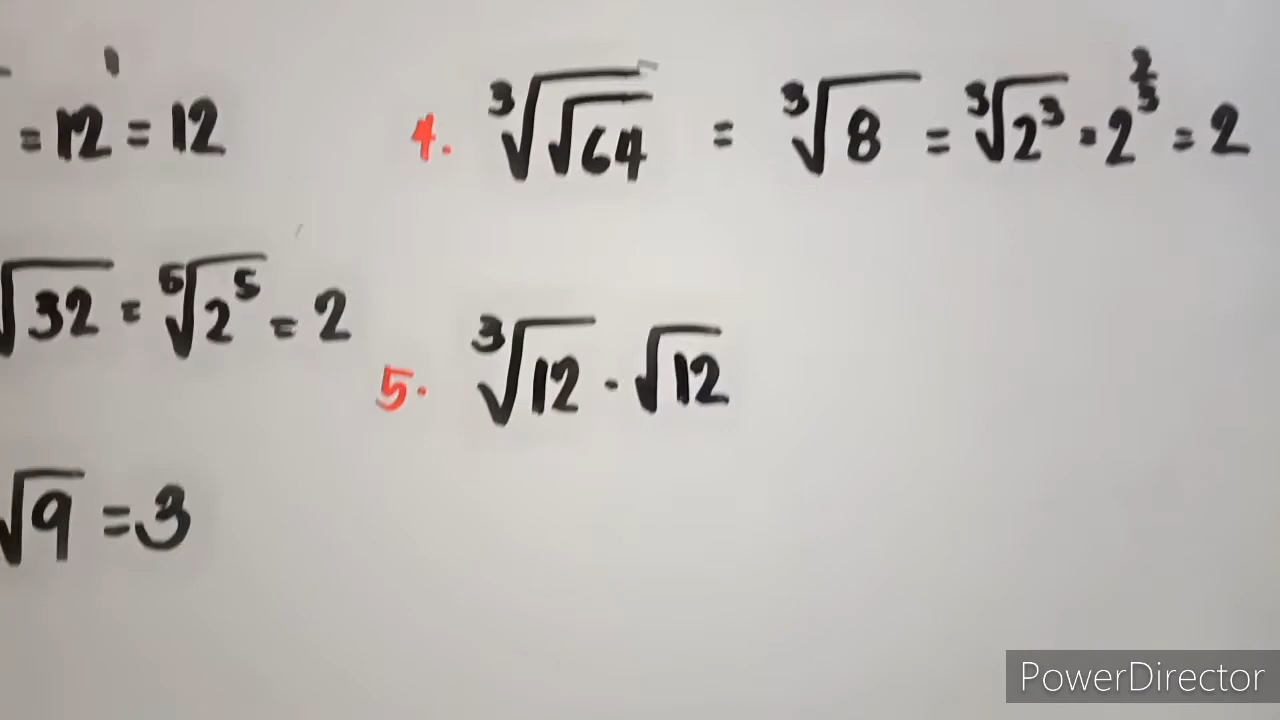 = 12¹ = 12
4. ∛√64 = ∛8 = ∛2³ = 2^(3/3) = 2
√32 = ⁵√2⁵ = 2
5. ∛12 · √12
√9 = 3
PowerDirector